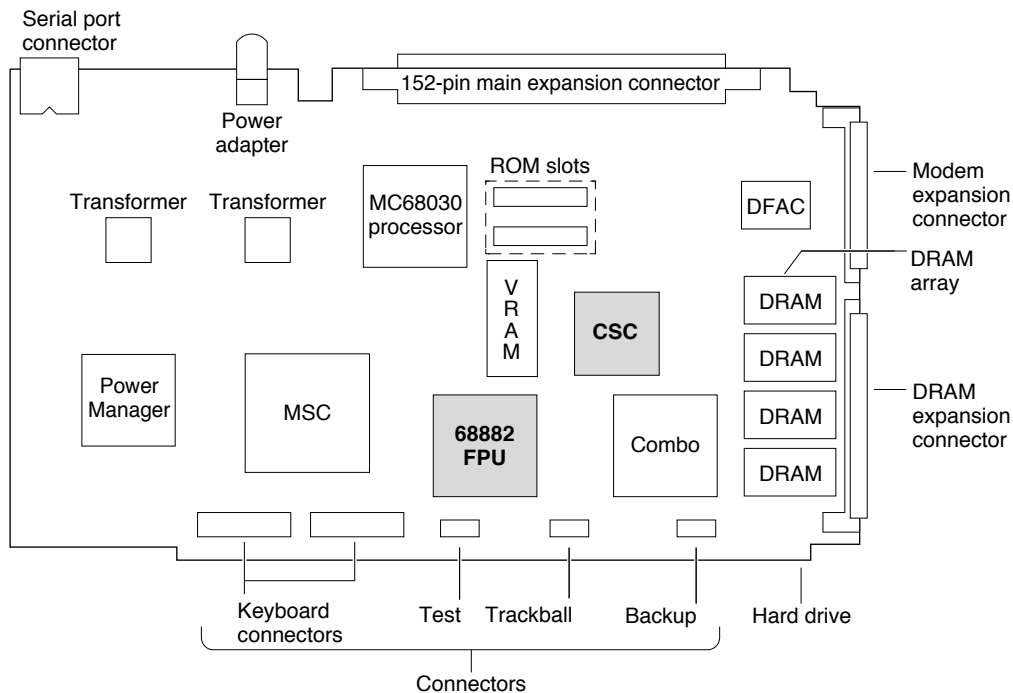 Serial port
connector
152-pin main expansion connector
Power
adapter
ROM slots
Transformer
Transformer
MC68030
processor
DFAC
Modem
expansion
connector
DRAM
array
V
R
A
M
CSC
DRAM
DRAM
DRAM
DRAM
Power
Manager
MSC
68882
FPU
Combo
DRAM
expansion
connector
Keyboard
connectors
Test
Trackball
Backup
Hard drive
Connectors